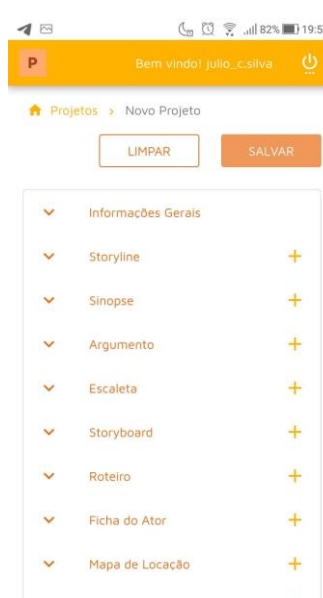 82% 19:5
P Bem vindo! julio_c.silva
Projetos > Novo Projeto
LIMPAR SALVAR
Informações Gerais
Storyline +
Sinopse +
Argumento +
Escaleta +
Storyboard +
Roteiro +
Ficha do Ator +
Mapa de Locação +